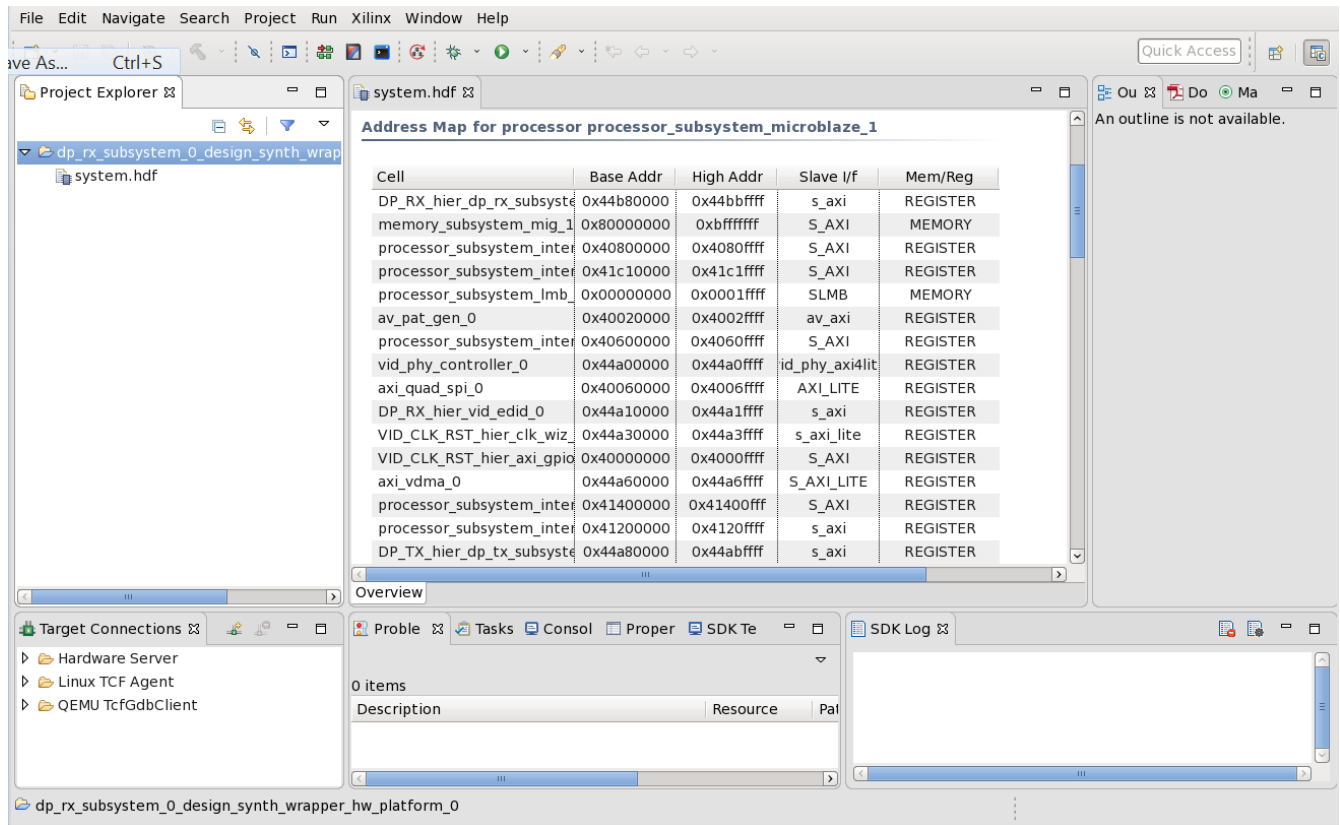 File Edit Navigate Search Project Run Xilinx Window Help
ave As... Ctrl+S
Quick Access
Project Explorer
system.hdf
Ou Do Ma
An outline is not available.
dp_rx_subsystem_0_design_synth_wrap
system.hdf
Address Map for processor processor_subsystem_microblaze_1
Cell Base Addr High Addr Slave I/f Mem/Reg
DP_RX_hier_dp_rx_subsyste 0x44b80000 0x44bbffff s_axi REGISTER
memory_subsystem_mig_1 0x80000000 0xbfffffff S_AXI MEMORY
processor_subsystem_inter 0x40800000 0x4080ffff S_AXI REGISTER
processor_subsystem_inter 0x41c10000 0x41c1ffff S_AXI REGISTER
processor_subsystem_lmb_ 0x00000000 0x0001ffff SLMB MEMORY
av_pat_gen_0 0x40020000 0x4002ffff av_axi REGISTER
processor_subsystem_inter 0x40600000 0x4060ffff S_AXI REGISTER
vid_phy_controller_0 0x44a00000 0x44a0ffff id_phy_axi4lit REGISTER
axi_quad_spi_0 0x40060000 0x4006ffff AXI_LITE REGISTER
DP_RX_hier_vid_edid_0 0x44a10000 0x44a1ffff s_axi REGISTER
VID_CLK_RST_hier_clk_wiz_ 0x44a30000 0x44a3ffff s_axi_lite REGISTER
VID_CLK_RST_hier_axi_gpio 0x40000000 0x4000ffff S_AXI REGISTER
axi_vdma_0 0x44a60000 0x44a6ffff S_AXI_LITE REGISTER
processor_subsystem_inter 0x41400000 0x41400fff S_AXI REGISTER
processor_subsystem_inter 0x41200000 0x4120ffff s_axi REGISTER
DP_TX_hier_dp_tx_subsyste 0x44a80000 0x44abffff s_axi REGISTER
Overview
Target Connections
Hardware Server
Linux TCF Agent
QEMU TcfGdbClient
Proble Tasks Consol Proper SDK Te
0 items
Description Resource Pat
SDK Log
dp_rx_subsystem_0_design_synth_wrapper_hw_platform_0